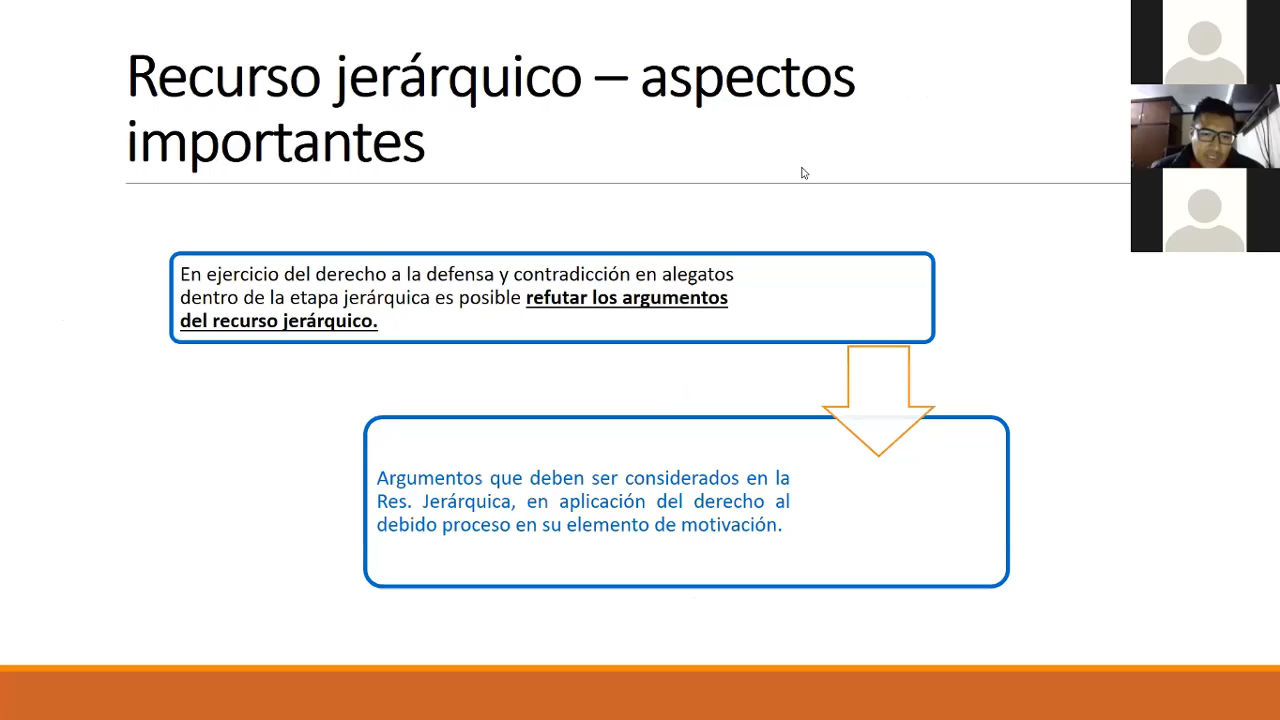 Recurso jerárquico – aspectos
importantes
En ejercicio del derecho a la defensa y contradicción en alegatos
dentro de la etapa jerárquica es posible refutar los argumentos
del recurso jerárquico.
Argumentos que deben ser considerados en la
Res. Jerárquica, en aplicación del derecho al
debido proceso en su elemento de motivación.